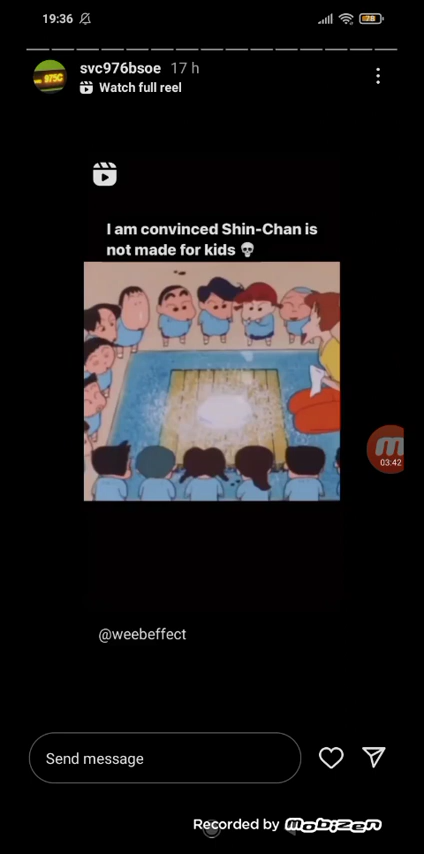 19:36
78
975C
svc976bsoe 17 h
Watch full reel
I am convinced Shin-Chan is
not made for kids 💀
03:42
@weebeffect
Send message
Recorded by Mobizen